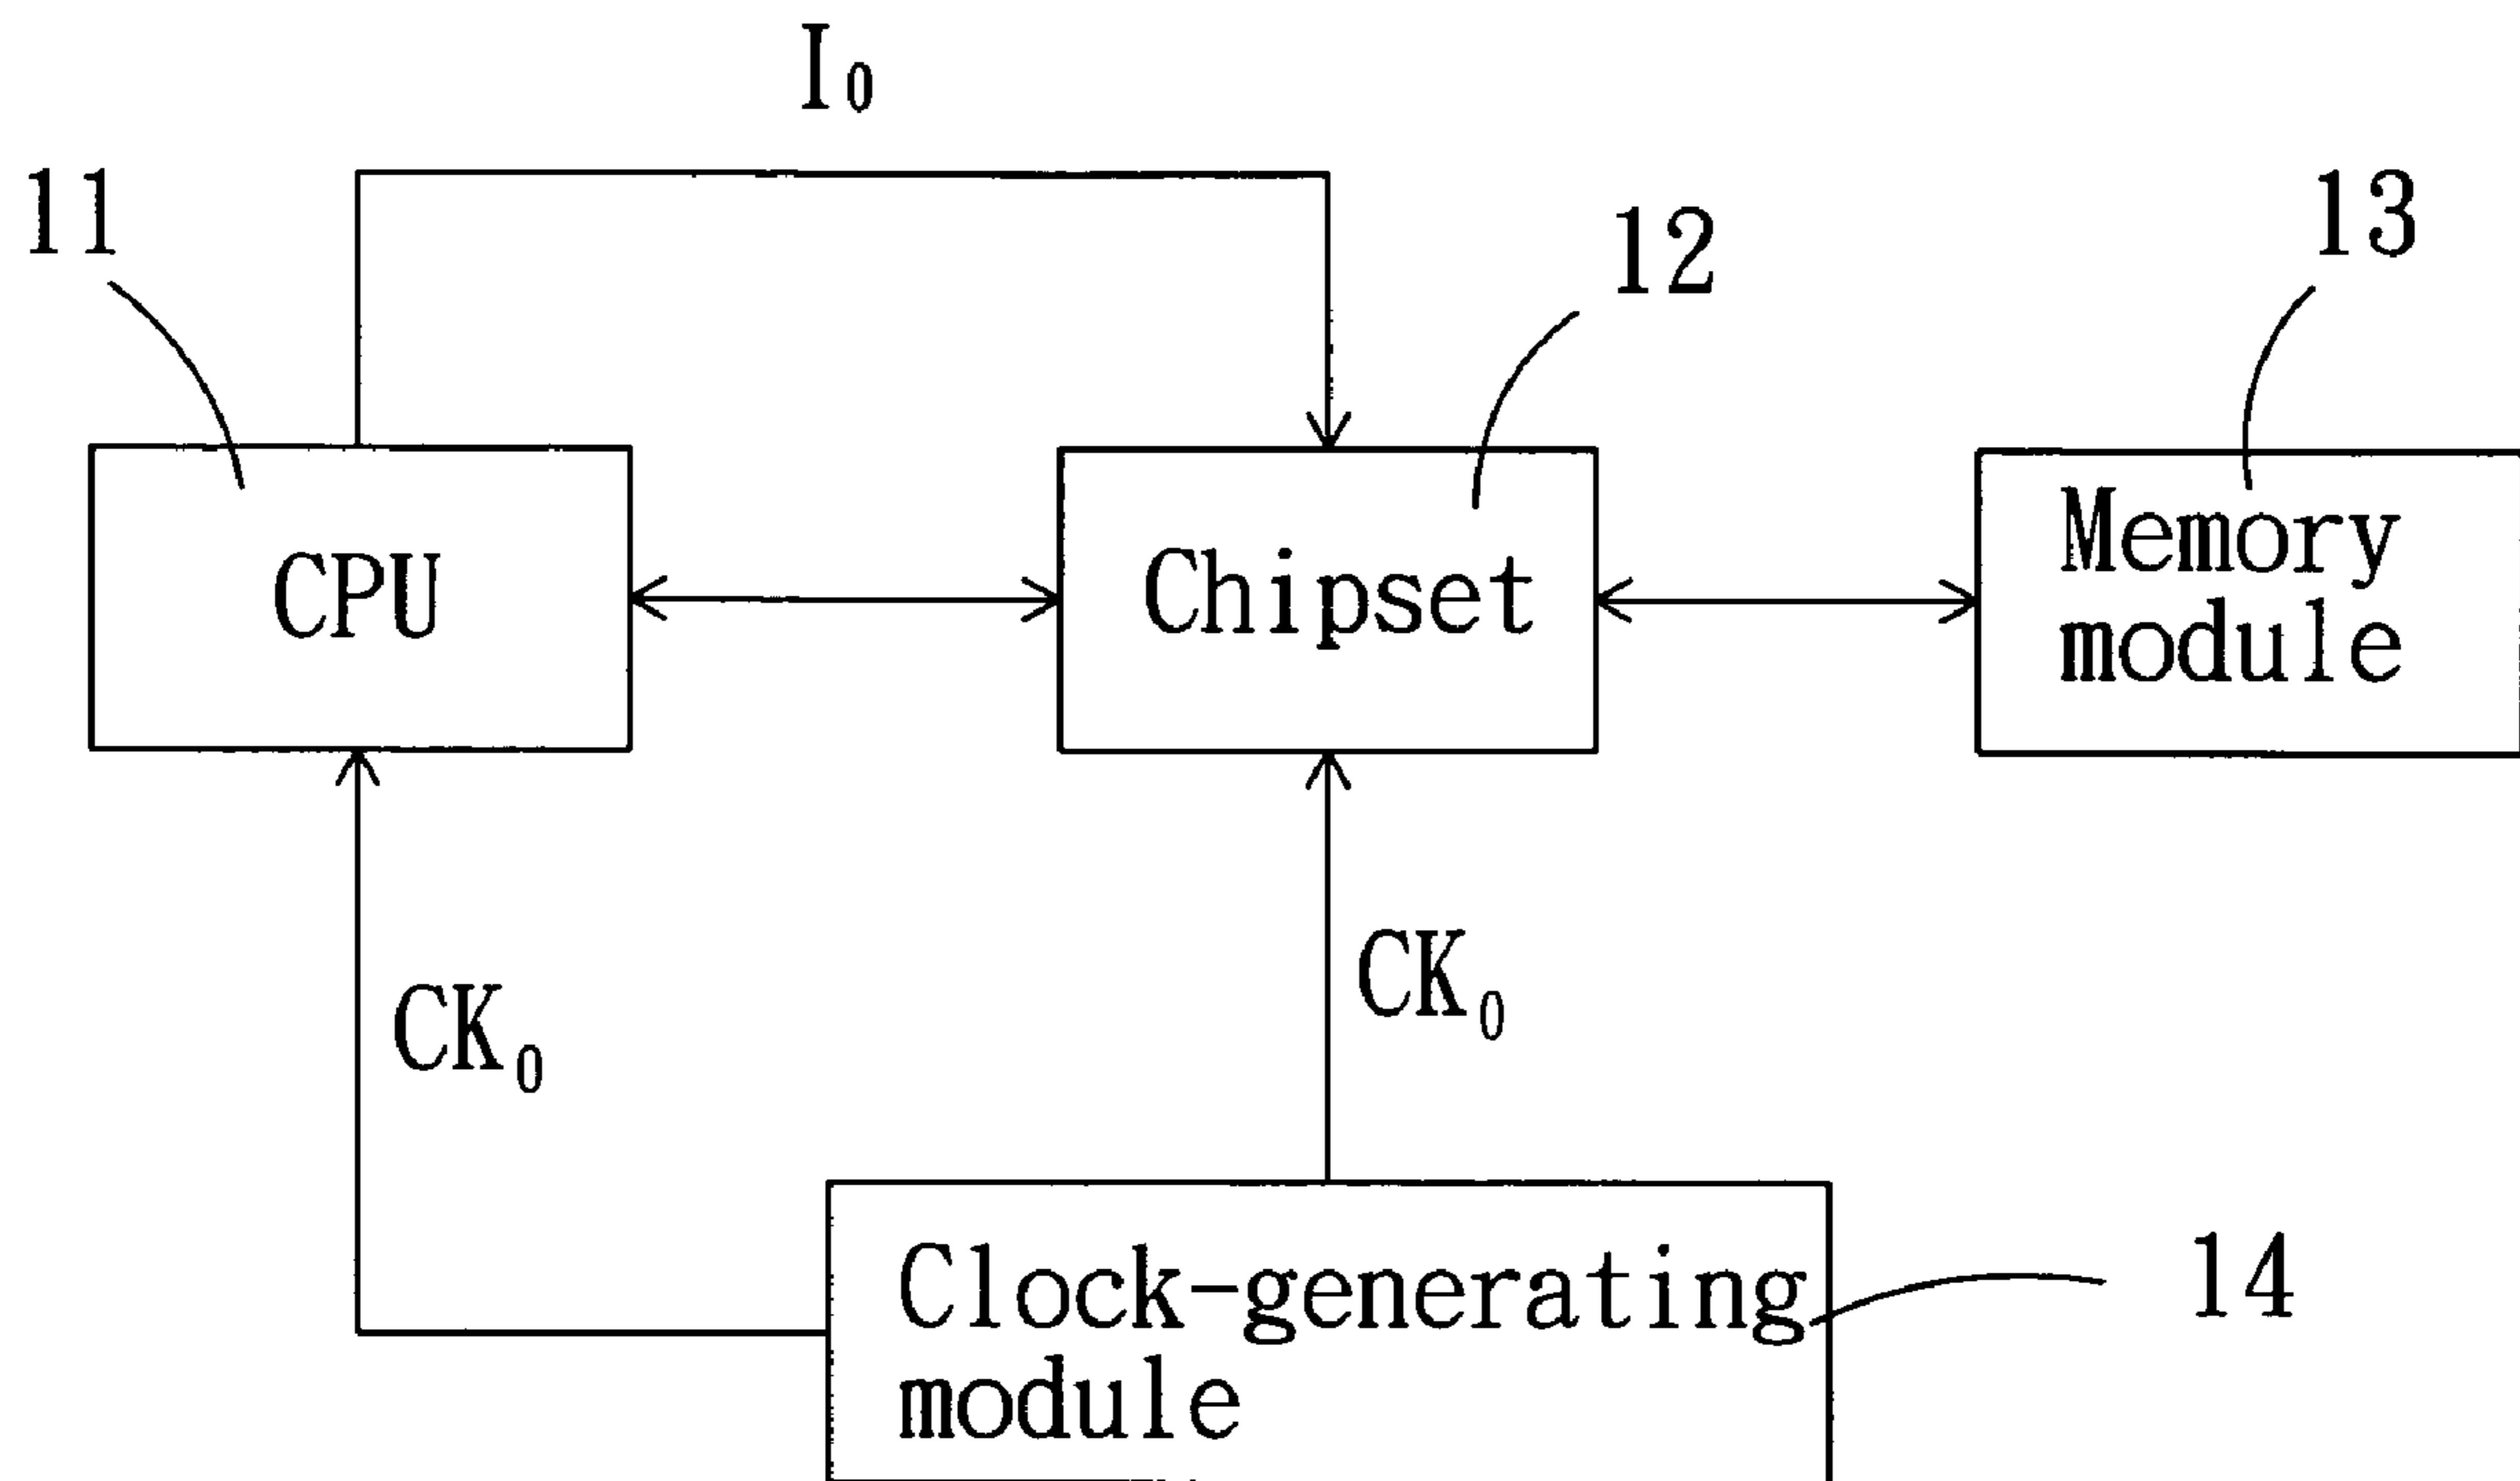 I0
11
12
13
CPU
Chipset
Memory
module
CK0
CK0
Clock-generating
module
14